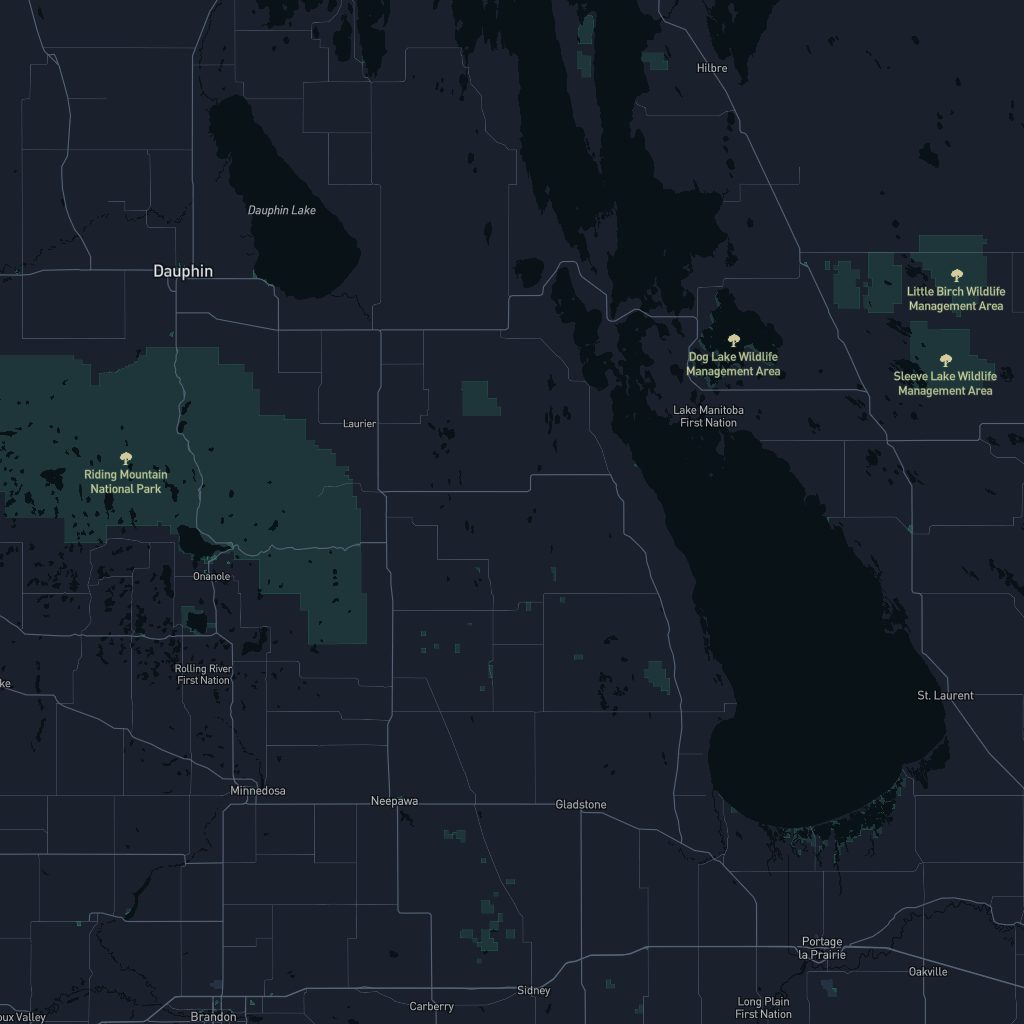 Hilbre
Dauphin Lake
Dauphin
Little Birch Wildlife
Management Area
Dog Lake Wildlife
Management Area
Sleeve Lake Wildlife
Management Area
Lake Manitoba
First Nation
Laurier
Riding Mountain
National Park
Onanole
Rolling River
First Nation
ke
St. Laurent
Minnedosa
Neepawa
Gladstone
Portage
la Prairie
Oakville
Sidney
Carberry
Long Plain
First Nation
oux Valley
Brandon